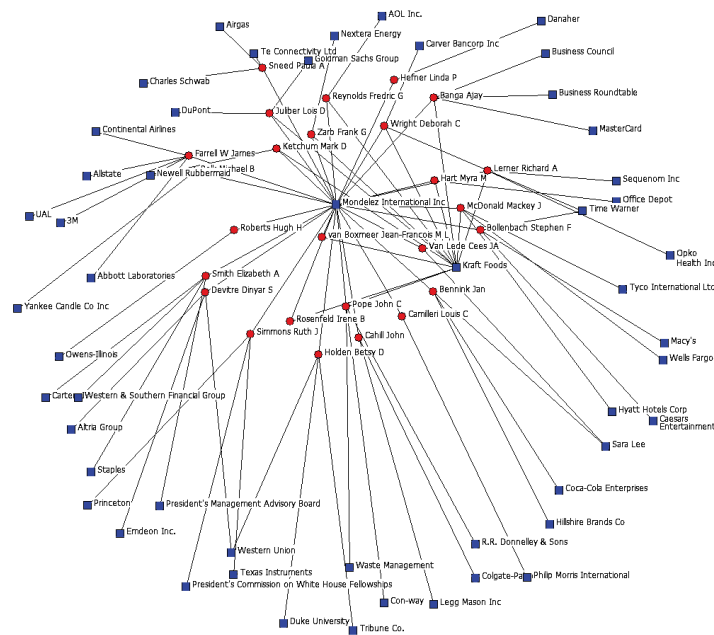 AOL Inc.
Danaher
Airgas
Nextera Energy
Carver Bancorp Inc
Te Connectivity Ltd
Business Council
Goldman Sachs Group
Sneed Paula A
Hefner Linda P
Charles Schwab
Reynolds Fredric G
Banga Ajay
Business Roundtable
DuPont
Juliber Lois D
Wright Deborah C
MasterCard
Continental Airlines
Zarb Frank G
Ketchum Mark D
Farrell W James
Michael B
Lerner Richard A
Allstate
Newell Rubbermaid
Hart Myra M
Sequenom Inc
Mondelez International Inc
Office Depot
McDonald Mackey J
Time Warner
UAL
3M
Roberts Hugh H
van Boxmeer Jean-Francois M L
Bollenbach Stephen F
Van Lede Cees JA
Opko
Health Inc
Kraft Foods
Abbott Laboratories
Smith Elizabeth A
Devitre Dinyar S
Bennink Jan
Tyco International Ltd
Yankee Candle Co Inc
Pope John C
Rosenfeld Irene B
Camilleri Louis C
Simmons Ruth J
Cahill John
Macy's
Owens-Illinois
Holden Betsy D
Wells Fargo
Carter
Western & Southern Financial Group
Hyatt Hotels Corp
Caesars
Entertainment
Altria Group
Sara Lee
Staples
Coca-Cola Enterprises
Princeton
President's Management Advisory Board
Hillshire Brands Co
Emdeon Inc.
R.R. Donnelley & Sons
Western Union
Waste Management
Texas Instruments
Colgate-
Philip Morris International
President's Commission on White House Fellowships
Con-way
Legg Mason Inc
Duke University
Tribune Co.